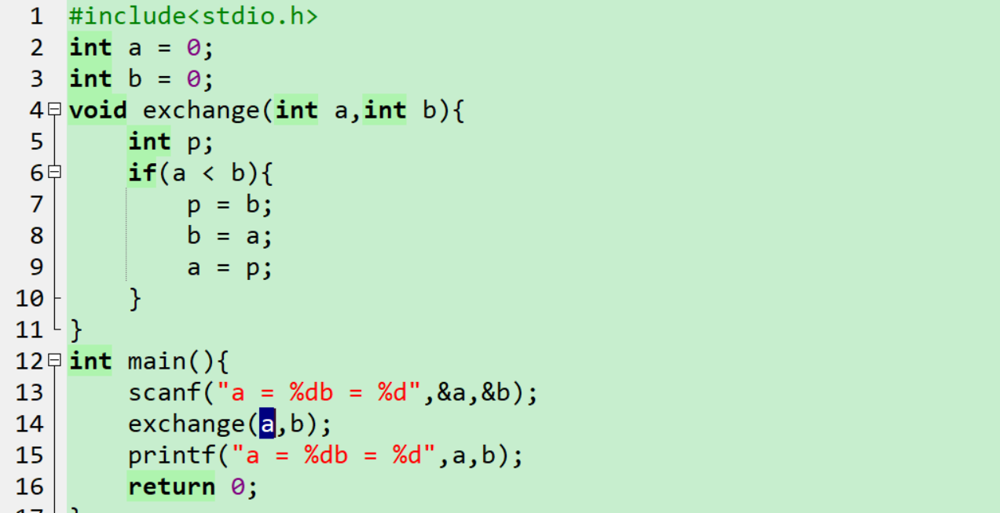 1 #include<stdio.h>
2 int a = 0;
3 int b = 0;
4 void exchange(int a,int b){
5 int p;
6 if(a < b){
7 p = b;
8 b = a;
9 a = p;
10 }
11 }
12 int main(){
13 scanf("a = %db = %d",&a,&b);
14 exchange(a,b);
15 printf("a = %db = %d",a,b);
16 return 0;
17 }